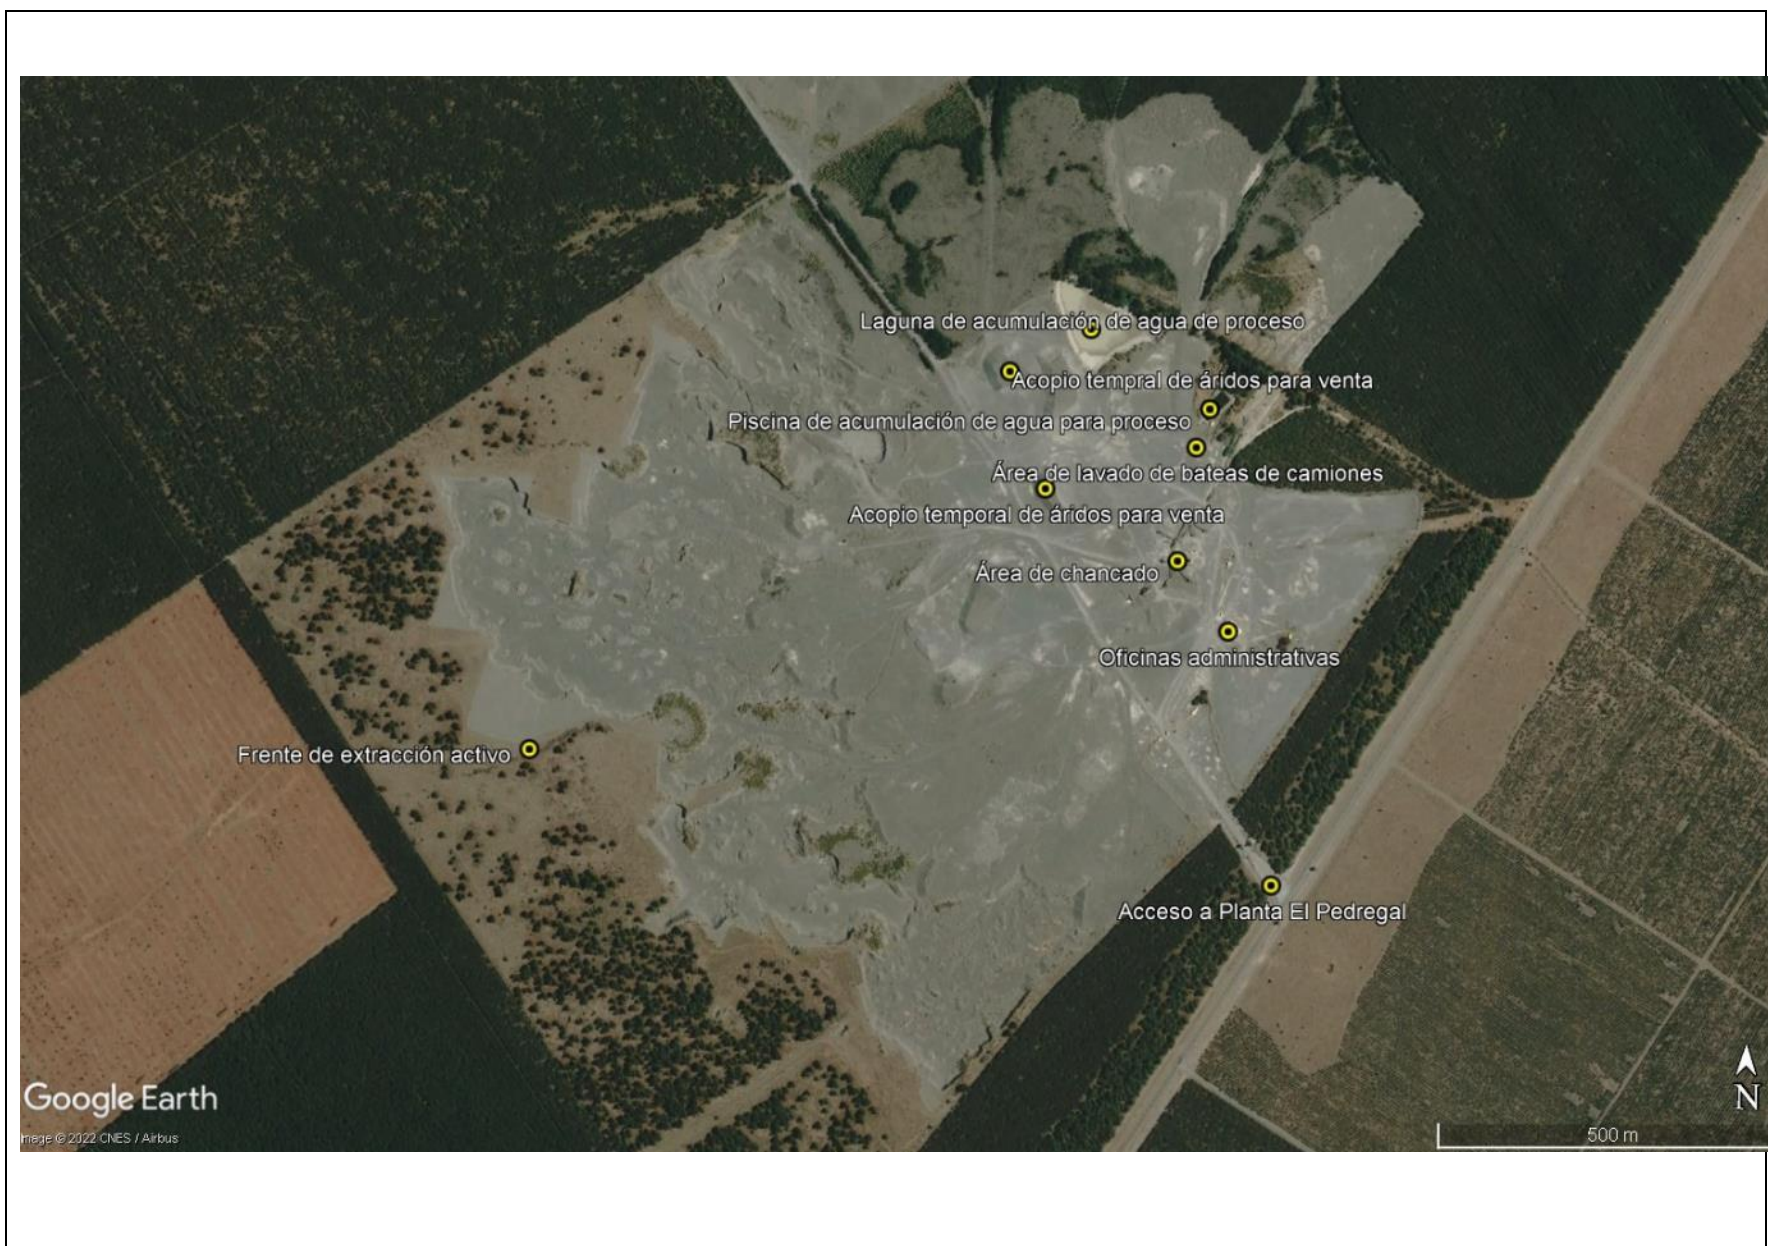 Laguna de acumulación de agua de proceso
Acopio tempral de áridos para venta
Piscina de acumulación de agua para proceso
Área de lavado de bateas de camiones
Acopio temporal de áridos para venta
Área de chancado
Oficinas administrativas
Frente de extracción activo
Acceso a Planta El Pedregal
Google Earth
N
Image © 2022 CNES / Airbus
500 m